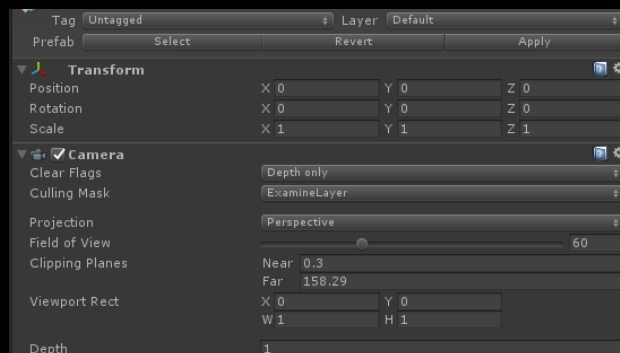 Tag Untagged Layer Default
Prefab Select Revert Apply
Transform
Position X 0 Y 0 Z 0
Rotation X 0 Y 0 Z 0
Scale X 1 Y 1 Z 1
Camera
Clear Flags Depth only
Culling Mask ExamineLayer
Projection Perspective
Field of View 60
Clipping Planes Near 0.3
Far 158.29
Viewport Rect X 0 Y 0
W 1 H 1
Depth 1